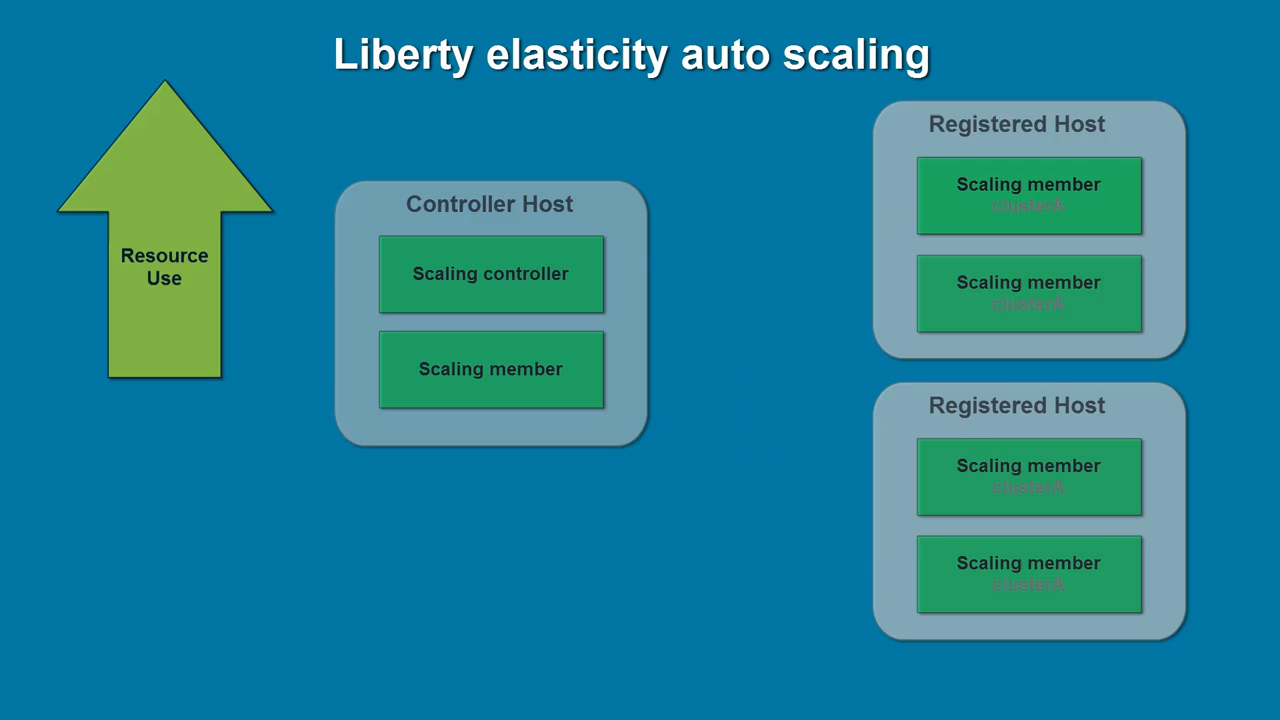 Liberty elasticity auto scaling
Resource
Use
Controller Host
Scaling controller
Scaling member
Registered Host
Scaling member
clusterA
Scaling member
clusterA
Registered Host
Scaling member
clusterA
Scaling member
clusterA